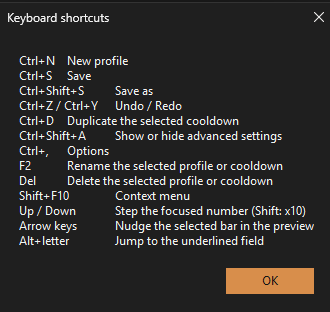 Keyboard shortcuts
Ctrl+N New profile
Ctrl+S Save
Ctrl+Shift+S Save as
Ctrl+Z / Ctrl+Y Undo / Redo
Ctrl+D Duplicate the selected cooldown
Ctrl+Shift+A Show or hide advanced settings
Ctrl+, Options
F2 Rename the selected profile or cooldown
Del Delete the selected profile or cooldown
Shift+F10 Context menu
Up / Down Step the focused number (Shift: x10)
Arrow keys Nudge the selected bar in the preview
Alt+letter Jump to the underlined field
OK